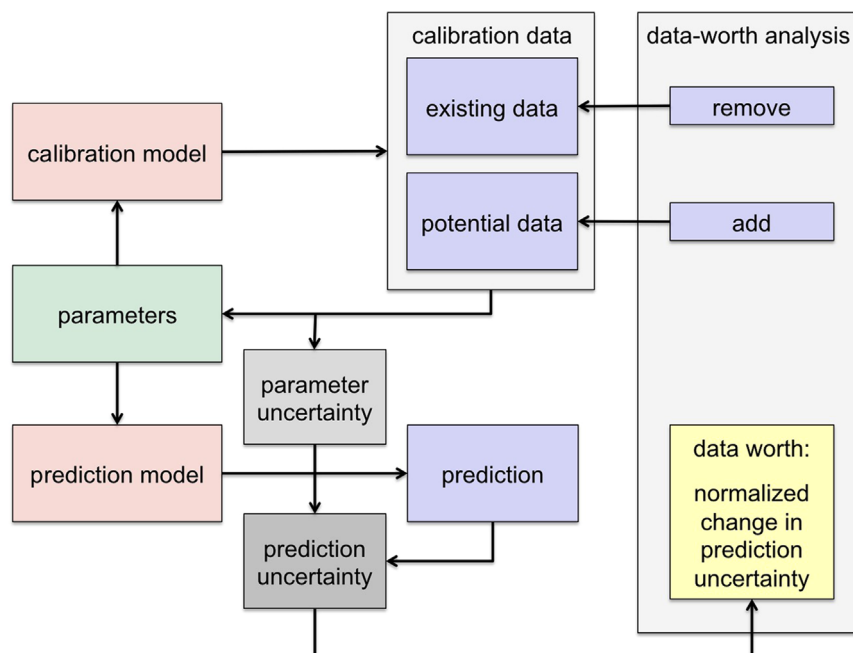 calibration data
data-worth analysis
existing data
remove
calibration model
potential data
add
parameters
parameter
uncertainty
prediction model
prediction
data worth:
normalized
change in
prediction
uncertainty
prediction
uncertainty